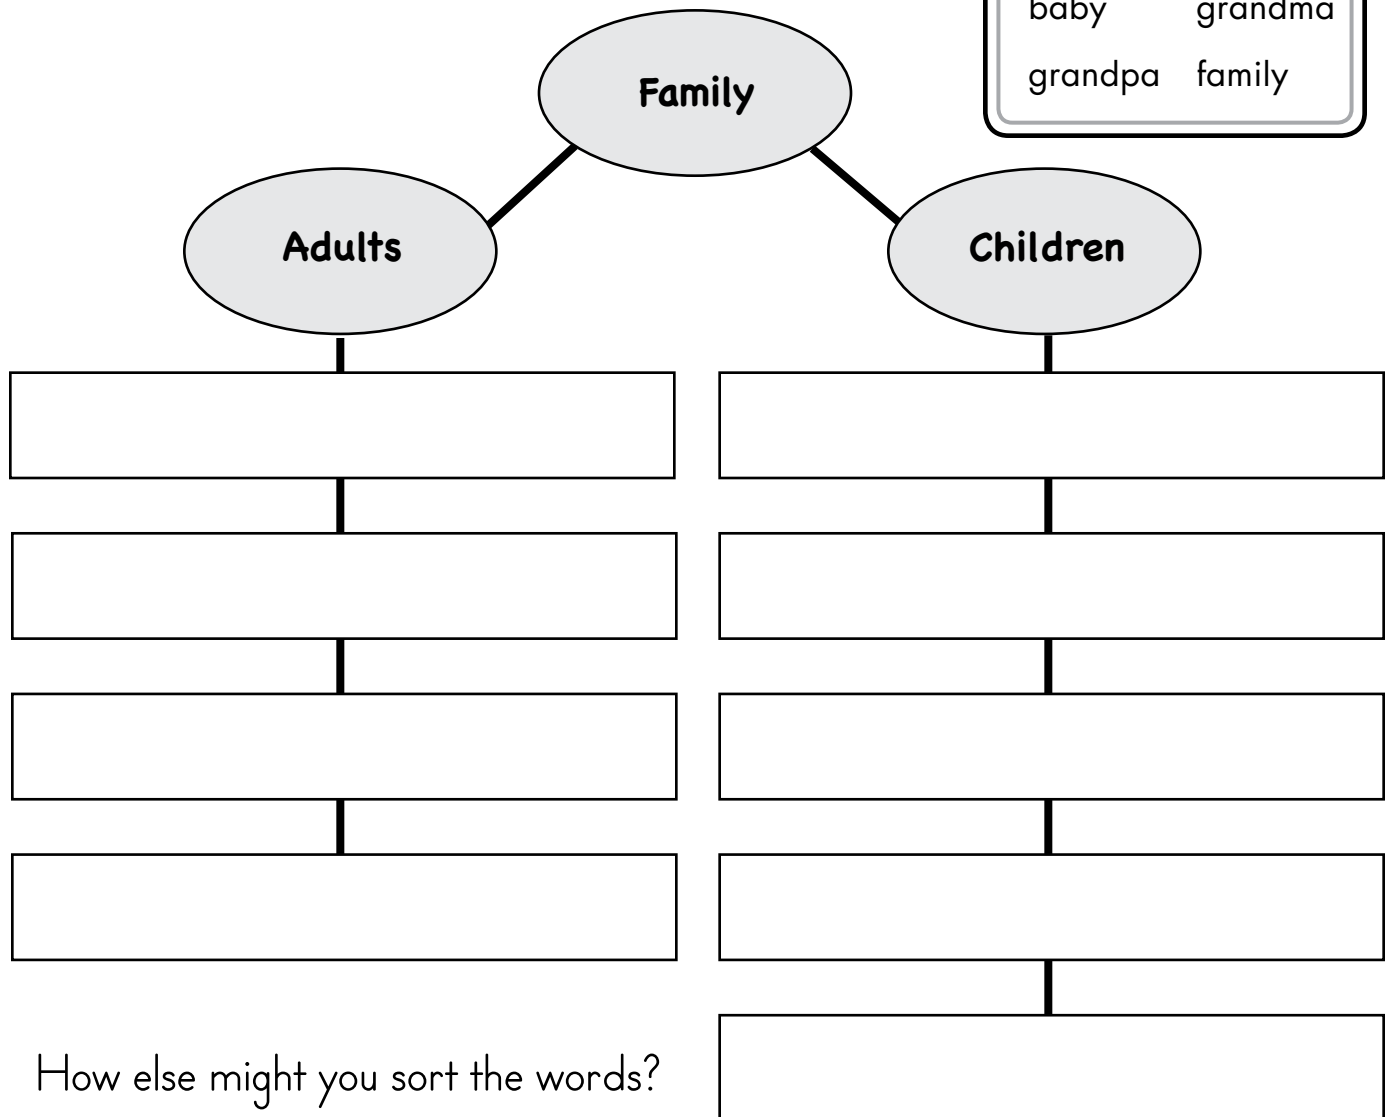 baby grandma
grandpa family
Family
Adults
Children
How else might you sort the words?